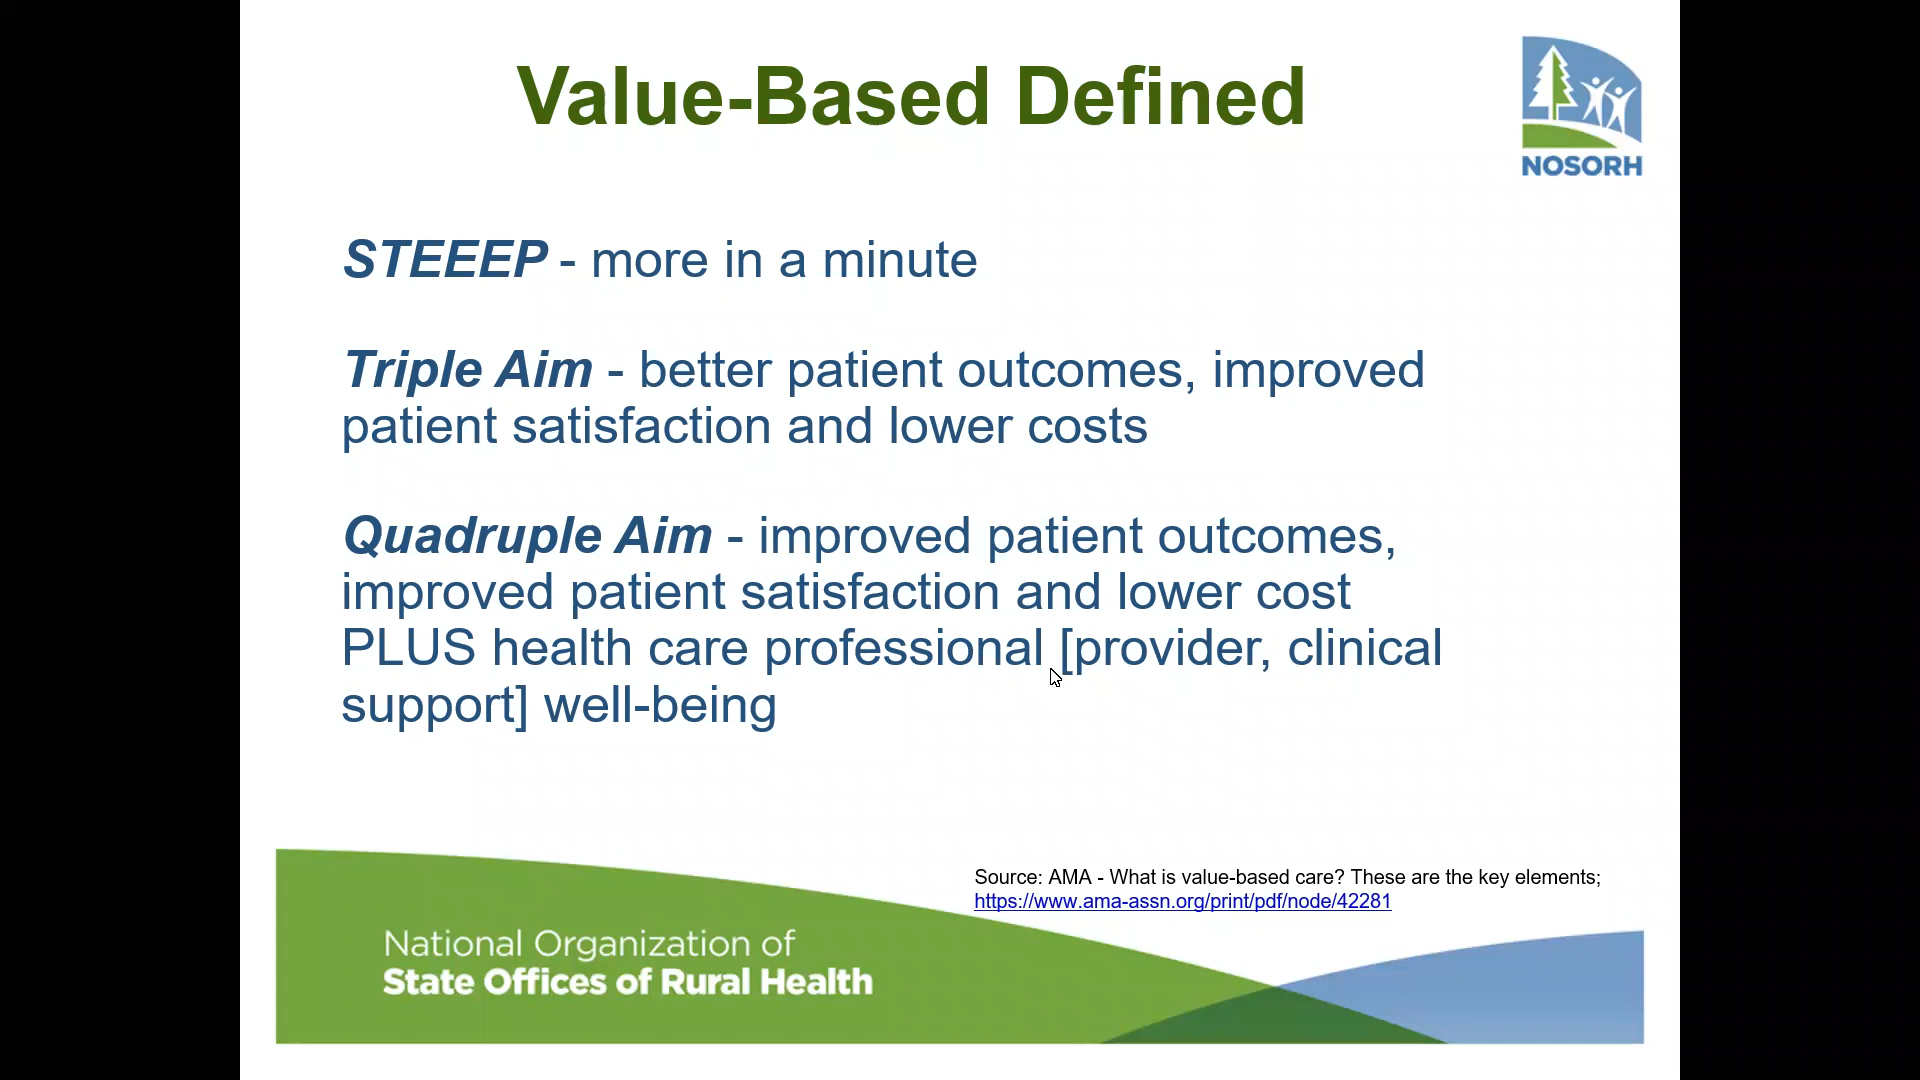 Value-Based Defined
NOSORH
STEEEP - more in a minute
Triple Aim - better patient outcomes, improved
patient satisfaction and lower costs
Quadruple Aim - improved patient outcomes,
improved patient satisfaction and lower cost
PLUS health care professional [provider, clinical
support] well-being
Source: AMA - What is value-based care? These are the key elements;
https://www.ama-assn.org/print/pdf/node/42281
National Organization of
State Offices of Rural Health